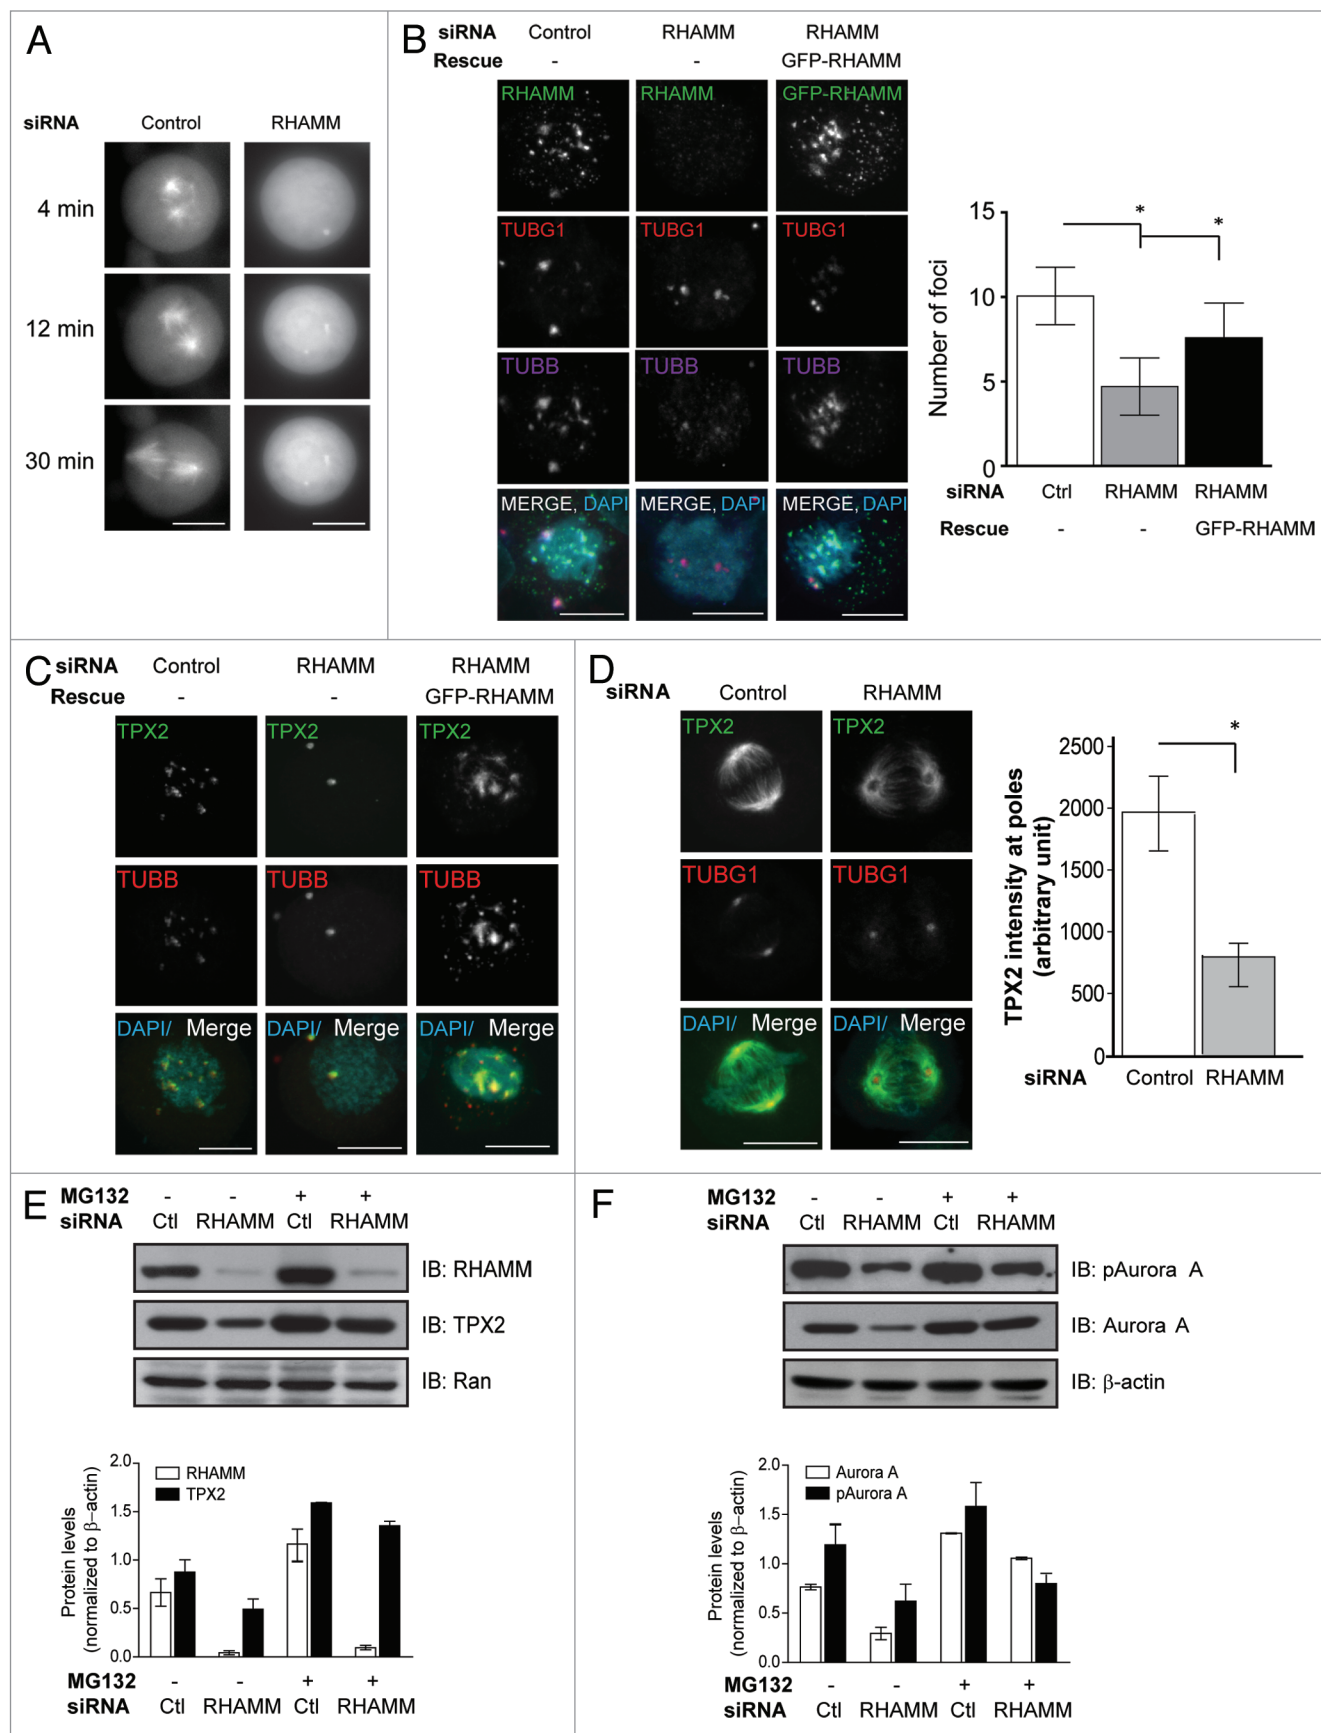 A
siRNA Control RHAMM
4 min
12 min
30 min
B
siRNA Control RHAMM RHAMM
Rescue - - GFP-RHAMM
RHAMM RHAMM GFP-RHAMM
TUBG1 TUBG1 TUBG1
TUBB TUBB TUBB
MERGE, DAPI MERGE, DAPI MERGE, DAPI
Number of foci
15
10
5
0
* *
siRNA Ctrl RHAMM RHAMM
Rescue - - GFP-RHAMM
C
siRNA Control RHAMM RHAMM
Rescue - - GFP-RHAMM
TPX2 TPX2 TPX2
TUBB TUBB TUBB
DAPI/ Merge DAPI/ Merge DAPI/ Merge
D
siRNA Control RHAMM
TPX2 TPX2
TUBG1 TUBG1
DAPI/ Merge DAPI/ Merge
TPX2 intensity at poles
(arbitrary unit)
2500
2000
1500
1000
500
0
*
siRNA Control RHAMM
E
MG132 - - + +
siRNA Ctl RHAMM Ctl RHAMM
IB: RHAMM
IB: TPX2
IB: Ran
Protein levels
(normalized to β–actin)
2.0
1.5
1.0
0.5
0.0
RHAMM
TPX2
MG132 - - + +
siRNA Ctl RHAMM Ctl RHAMM
F
MG132 - - + +
siRNA Ctl RHAMM Ctl RHAMM
IB: pAurora A
IB: Aurora A
IB: β-actin
Protein levels
(normalized to β–actin)
2.0
1.5
1.0
0.5
0.0
Aurora A
pAurora A
MG132 - - + +
siRNA Ctl RHAMM Ctl RHAMM